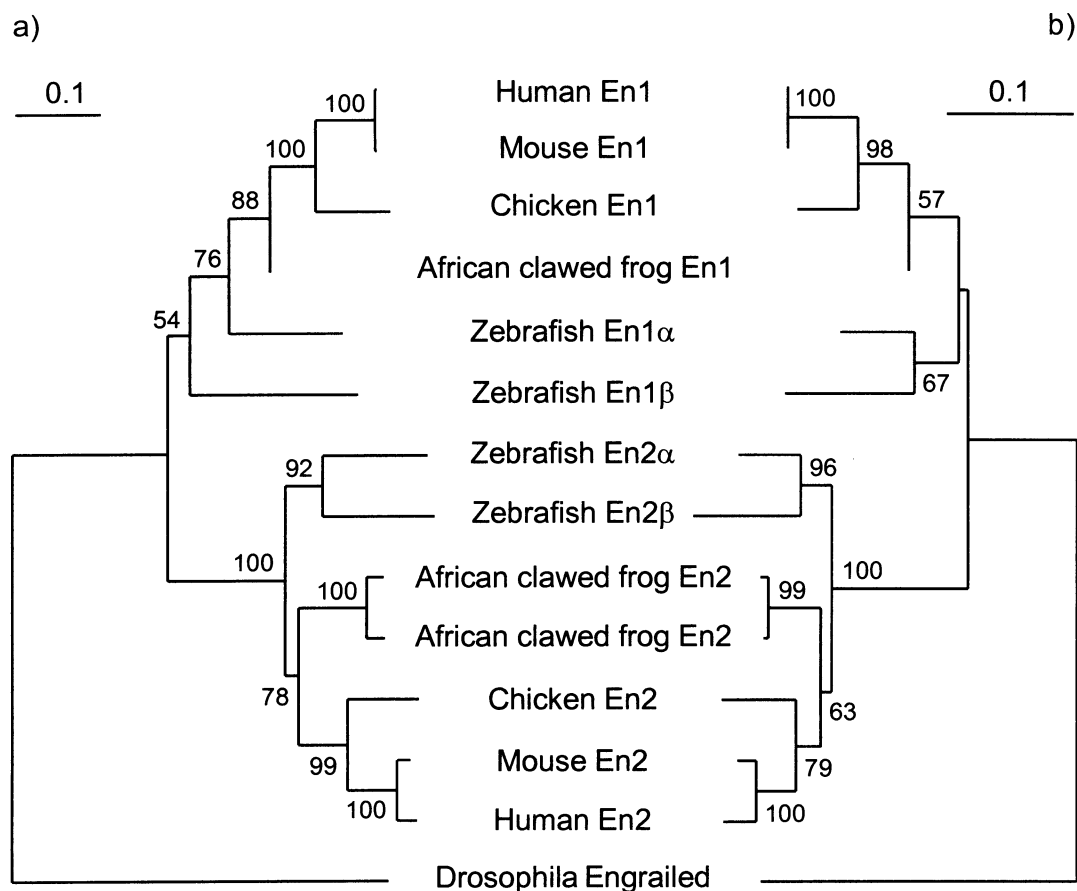 a) b)
0.1 0.1
Human En1
100 100
Mouse En1
100 98
Chicken En1
88 57
African clawed frog En1
76
Zebrafish En1α
54
67
Zebrafish En1β
Zebrafish En2α
92 96
Zebrafish En2β
100 100
African clawed frog En2
100 99
African clawed frog En2
Chicken En2
78 63
Mouse En2
99 79
100 100
Human En2
Drosophila Engrailed